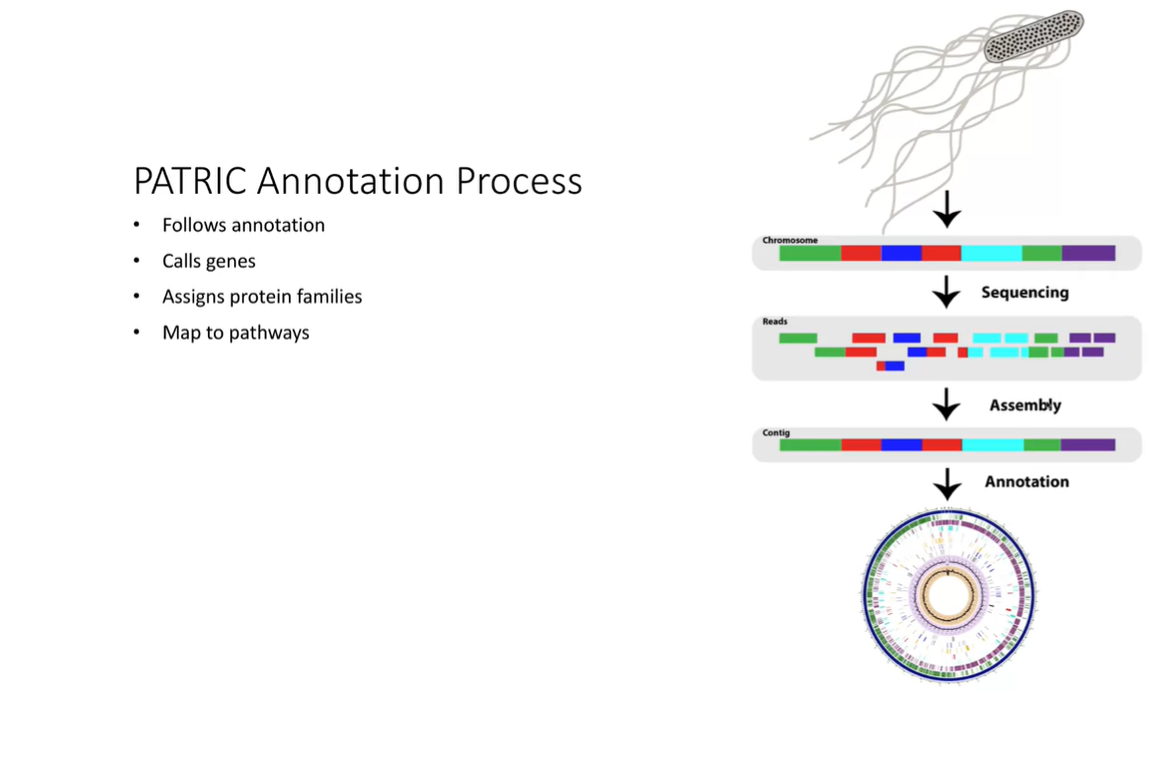 PATRIC Annotation Process
• Follows annotation
• Calls genes
• Assigns protein families
• Map to pathways
Chromosome
Sequencing
Reads
Assembly
Contig
Annotation